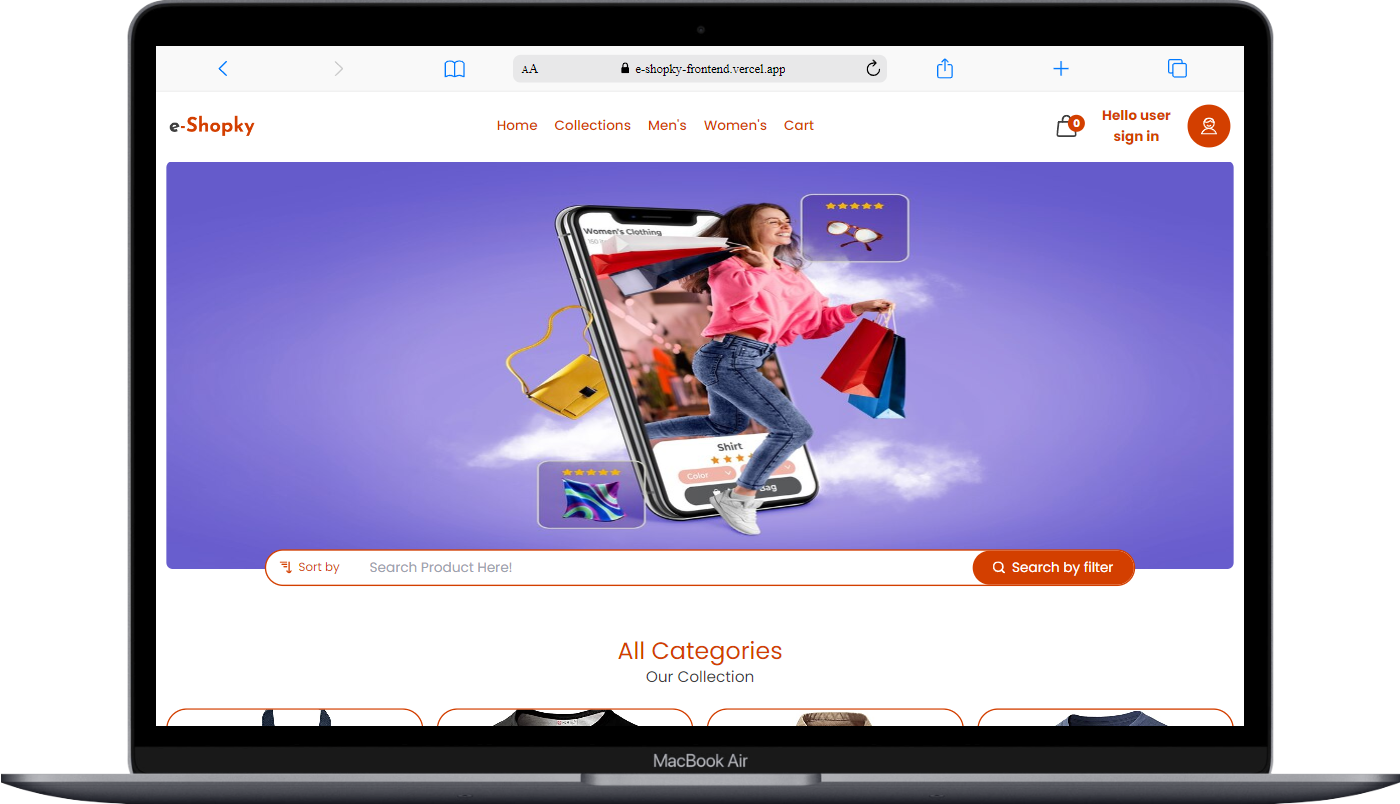 AA e-shopky-frontend.vercel.app
e-Shopky
Home Collections Men's Women's Cart
0
Hello user
sign in
Women's Clothing
Shirt
Color
Bag
Sort by Search Product Here! Search by filter
All Categories
Our Collection
MacBook Air